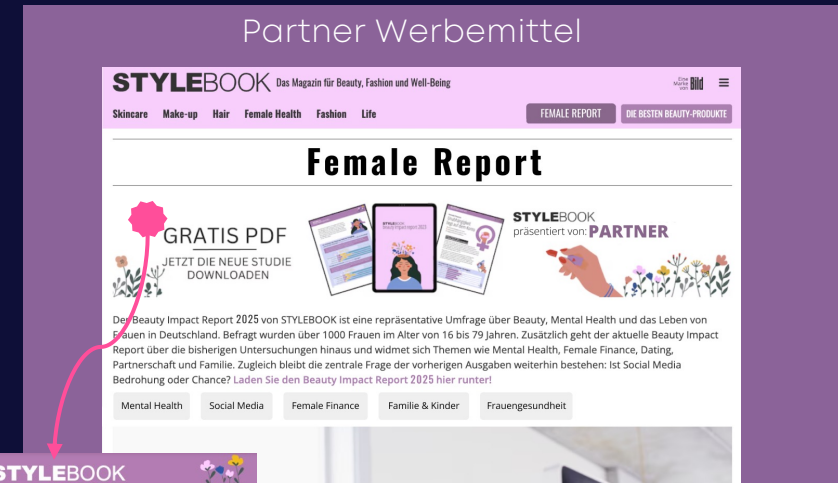 Partner Werbemittel
STYLEBOOK Das Magazin für Beauty, Fashion und Well-Being
Eine Marke von Bild
Skincare Make-up Hair Female Health Fashion Life
FEMALE REPORT DIE BESTEN BEAUTY-PRODUKTE
Female Report
GRATIS PDF
JETZT DIE NEUE STUDIE
DOWNLOADEN
STYLEBOOK
Beauty Impact Report 2023
STYLEBOOK
präsentiert von: PARTNER
Der Beauty Impact Report 2025 von STYLEBOOK ist eine repräsentative Umfrage über Beauty, Mental Health und das Leben von
Frauen in Deutschland. Befragt wurden über 1000 Frauen im Alter von 16 bis 79 Jahren. Zusätzlich geht der aktuelle Beauty Impact
Report über die bisherigen Untersuchungen hinaus und widmet sich Themen wie Mental Health, Female Finance, Dating,
Partnerschaft und Familie. Zugleich bleibt die zentrale Frage der vorherigen Ausgaben weiterhin bestehen: Ist Social Media
Bedrohung oder Chance? Laden Sie den Beauty Impact Report 2025 hier runter!
Mental Health Social Media Female Finance Familie & Kinder Frauengesundheit
STYLEBOOK